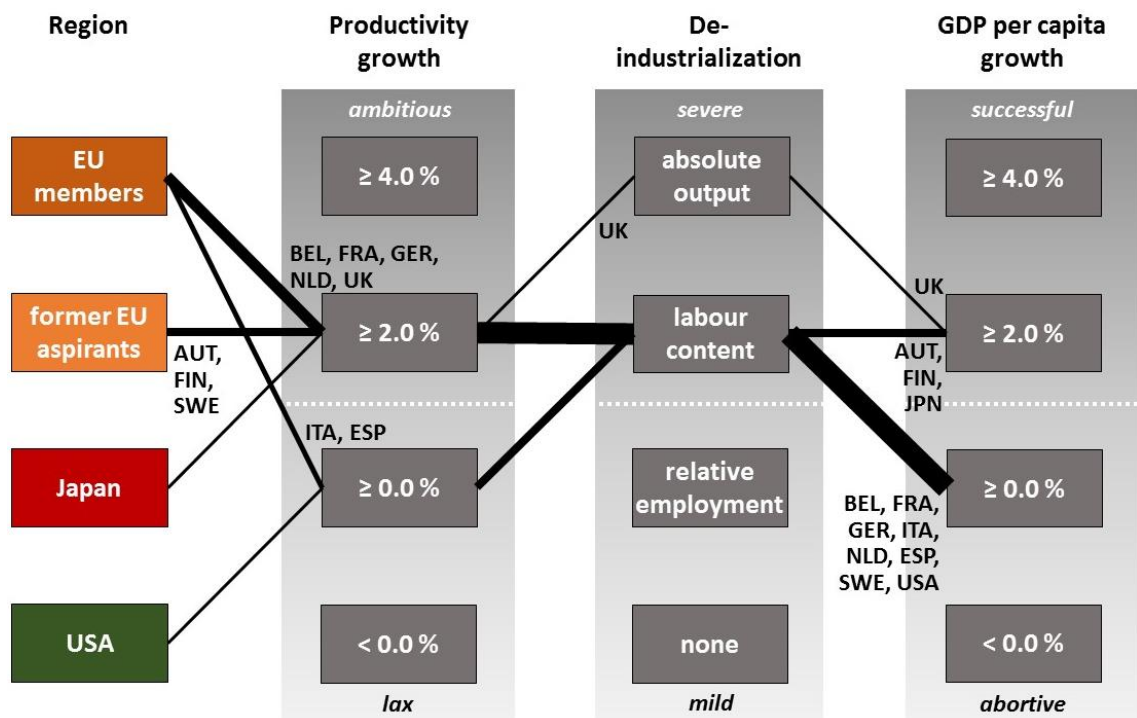 Region
Productivity
growth
De-
industrialization
GDP per capita
growth
ambitious
severe
successful
EU
members
≥ 4.0 %
absolute
output
≥ 4.0 %
UK
BEL, FRA, GER,
NLD, UK
UK
former EU
aspirants
≥ 2.0 %
labour
content
≥ 2.0 %
AUT,
FIN,
SWE
AUT,
FIN,
JPN
ITA, ESP
Japan
≥ 0.0 %
relative
employment
≥ 0.0 %
BEL, FRA,
GER, ITA,
NLD, ESP,
SWE, USA
USA
< 0.0 %
none
< 0.0 %
lax
mild
abortive